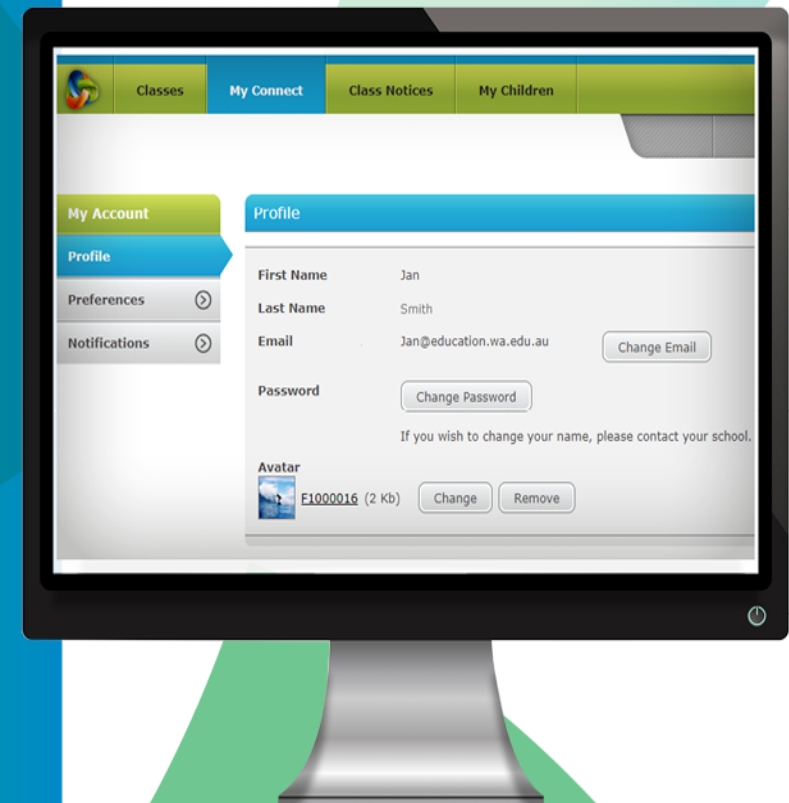 Classes My Connect Class Notices My Children
My Account
Profile
Preferences
Notifications
Profile
First Name Jan
Last Name Smith
Email Jan@education.wa.edu.au Change Email
Password Change Password
If you wish to change your name, please contact your school.
Avatar
F1000016 (2 Kb) Change Remove